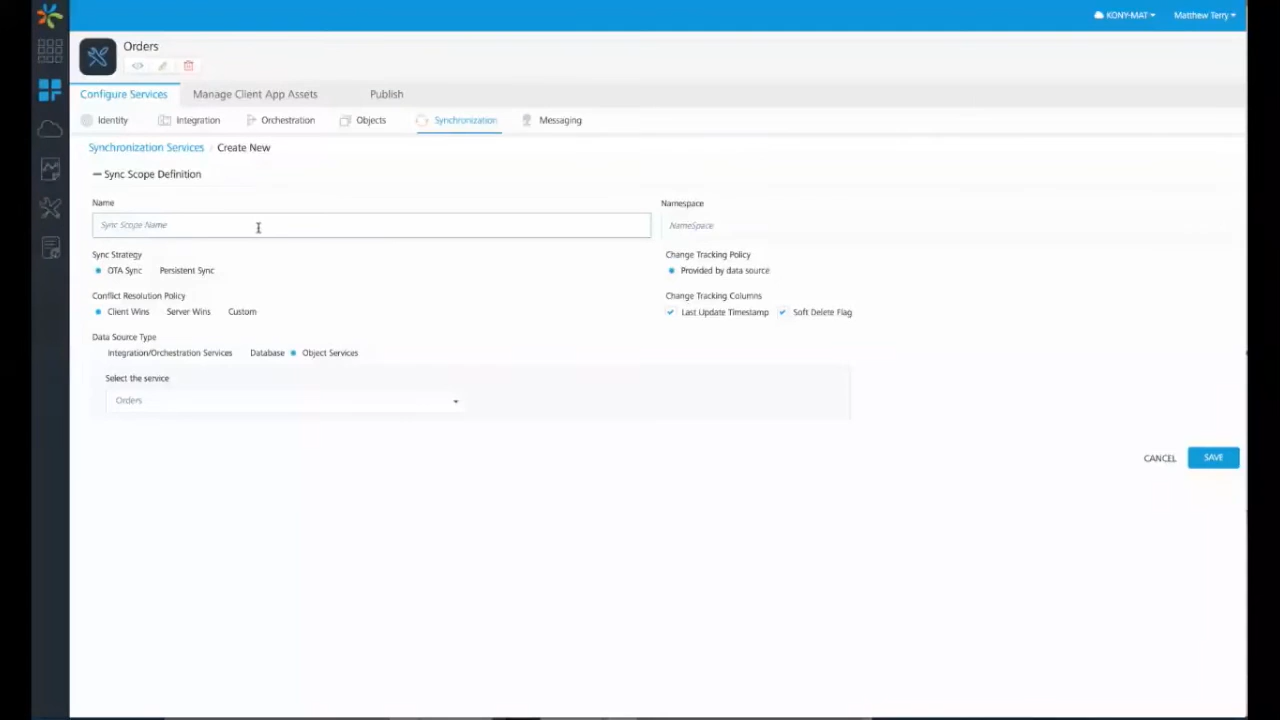 KONY-MAT Matthew Terry
Orders
Configure Services Manage Client App Assets Publish
Identity Integration Orchestration Objects Synchronization Messaging
Synchronization Services / Create New
Sync Scope Definition
Name Namespace
Sync Scope Name NameSpace
Sync Strategy Change Tracking Policy
OTA Sync Persistent Sync Provided by data source
Conflict Resolution Policy Change Tracking Columns
Client Wins Server Wins Custom Last Update Timestamp Soft Delete Flag
Data Source Type
Integration/Orchestration Services Database Object Services
Select the service
Orders
CANCEL SAVE